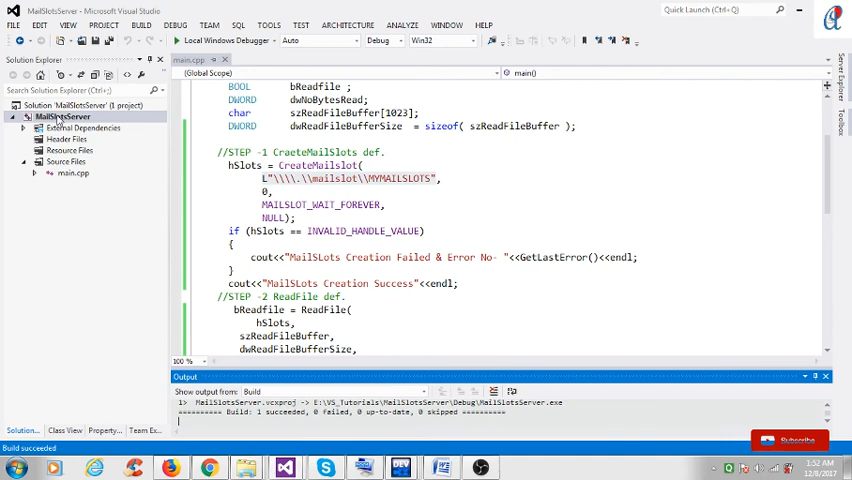 MailSlotsServer - Microsoft Visual Studio
Quick Launch (Ctrl+Q)
FILE EDIT VIEW PROJECT BUILD DEBUG TEAM SQL TOOLS TEST ARCHITECTURE ANALYZE WINDOW HELP
Local Windows Debugger Auto Debug Win32
Solution Explorer
Search Solution Explorer (Ctrl+;)
Solution 'MailSlotsServer' (1 project)
MailSlotsServer
External Dependencies
Header Files
Resource Files
Source Files
main.cpp
main.cpp
(Global Scope) main()
BOOL bReadfile ;
DWORD dwNoBytesRead;
char szReadFileBuffer[1023];
DWORD dwReadFileBufferSize = sizeof( szReadFileBuffer );
//STEP -1 CraeteMailSlots def.
hSlots = CreateMailslot(
L"\\\\.\\mailslot\\MYMAILSLOTS",
0,
MAILSLOT_WAIT_FOREVER,
NULL);
if (hSlots == INVALID_HANDLE_VALUE)
{
cout<<"MailSLots Creation Failed & Error No- "<<GetLastError()<<endl;
}
cout<<"MailSLots Creation Success"<<endl;
//STEP -2 ReadFile def.
bReadfile = ReadFile(
hSlots,
szReadFileBuffer,
dwReadFileBufferSize,
100 %
Server Explorer
Toolbox
Output
Show output from: Build
1> MailSlotsServer.vcxproj -> E:\VS_Tutorials\MailSlotsServer\Debug\MailSlotsServer.exe
========== Build: 1 succeeded, 0 failed, 0 up-to-date, 0 skipped ==========
Solution... Class View Property... Team Ex...
Subscribe
Build succeeded
1:52 AM
12/8/2017